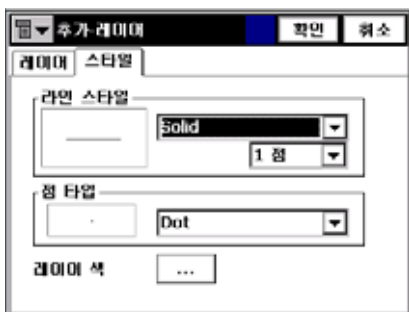 추가-레이어 확인 취소
레이어 스타일
라인 스타일
Solid
1 점
점 타입
Dot
레이어 색 ...